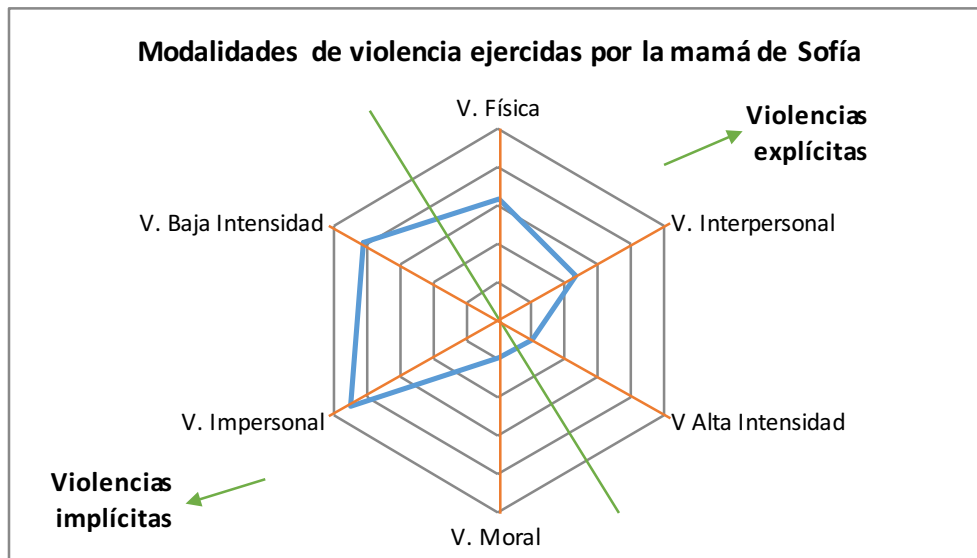 Modalidades de violencia ejercidas por la mamá de Sofía
V. Física
Violencias
explícitas
V. Baja Intensidad
V. Interpersonal
V. Impersonal
V Alta Intensidad
Violencias
implícitas
V. Moral